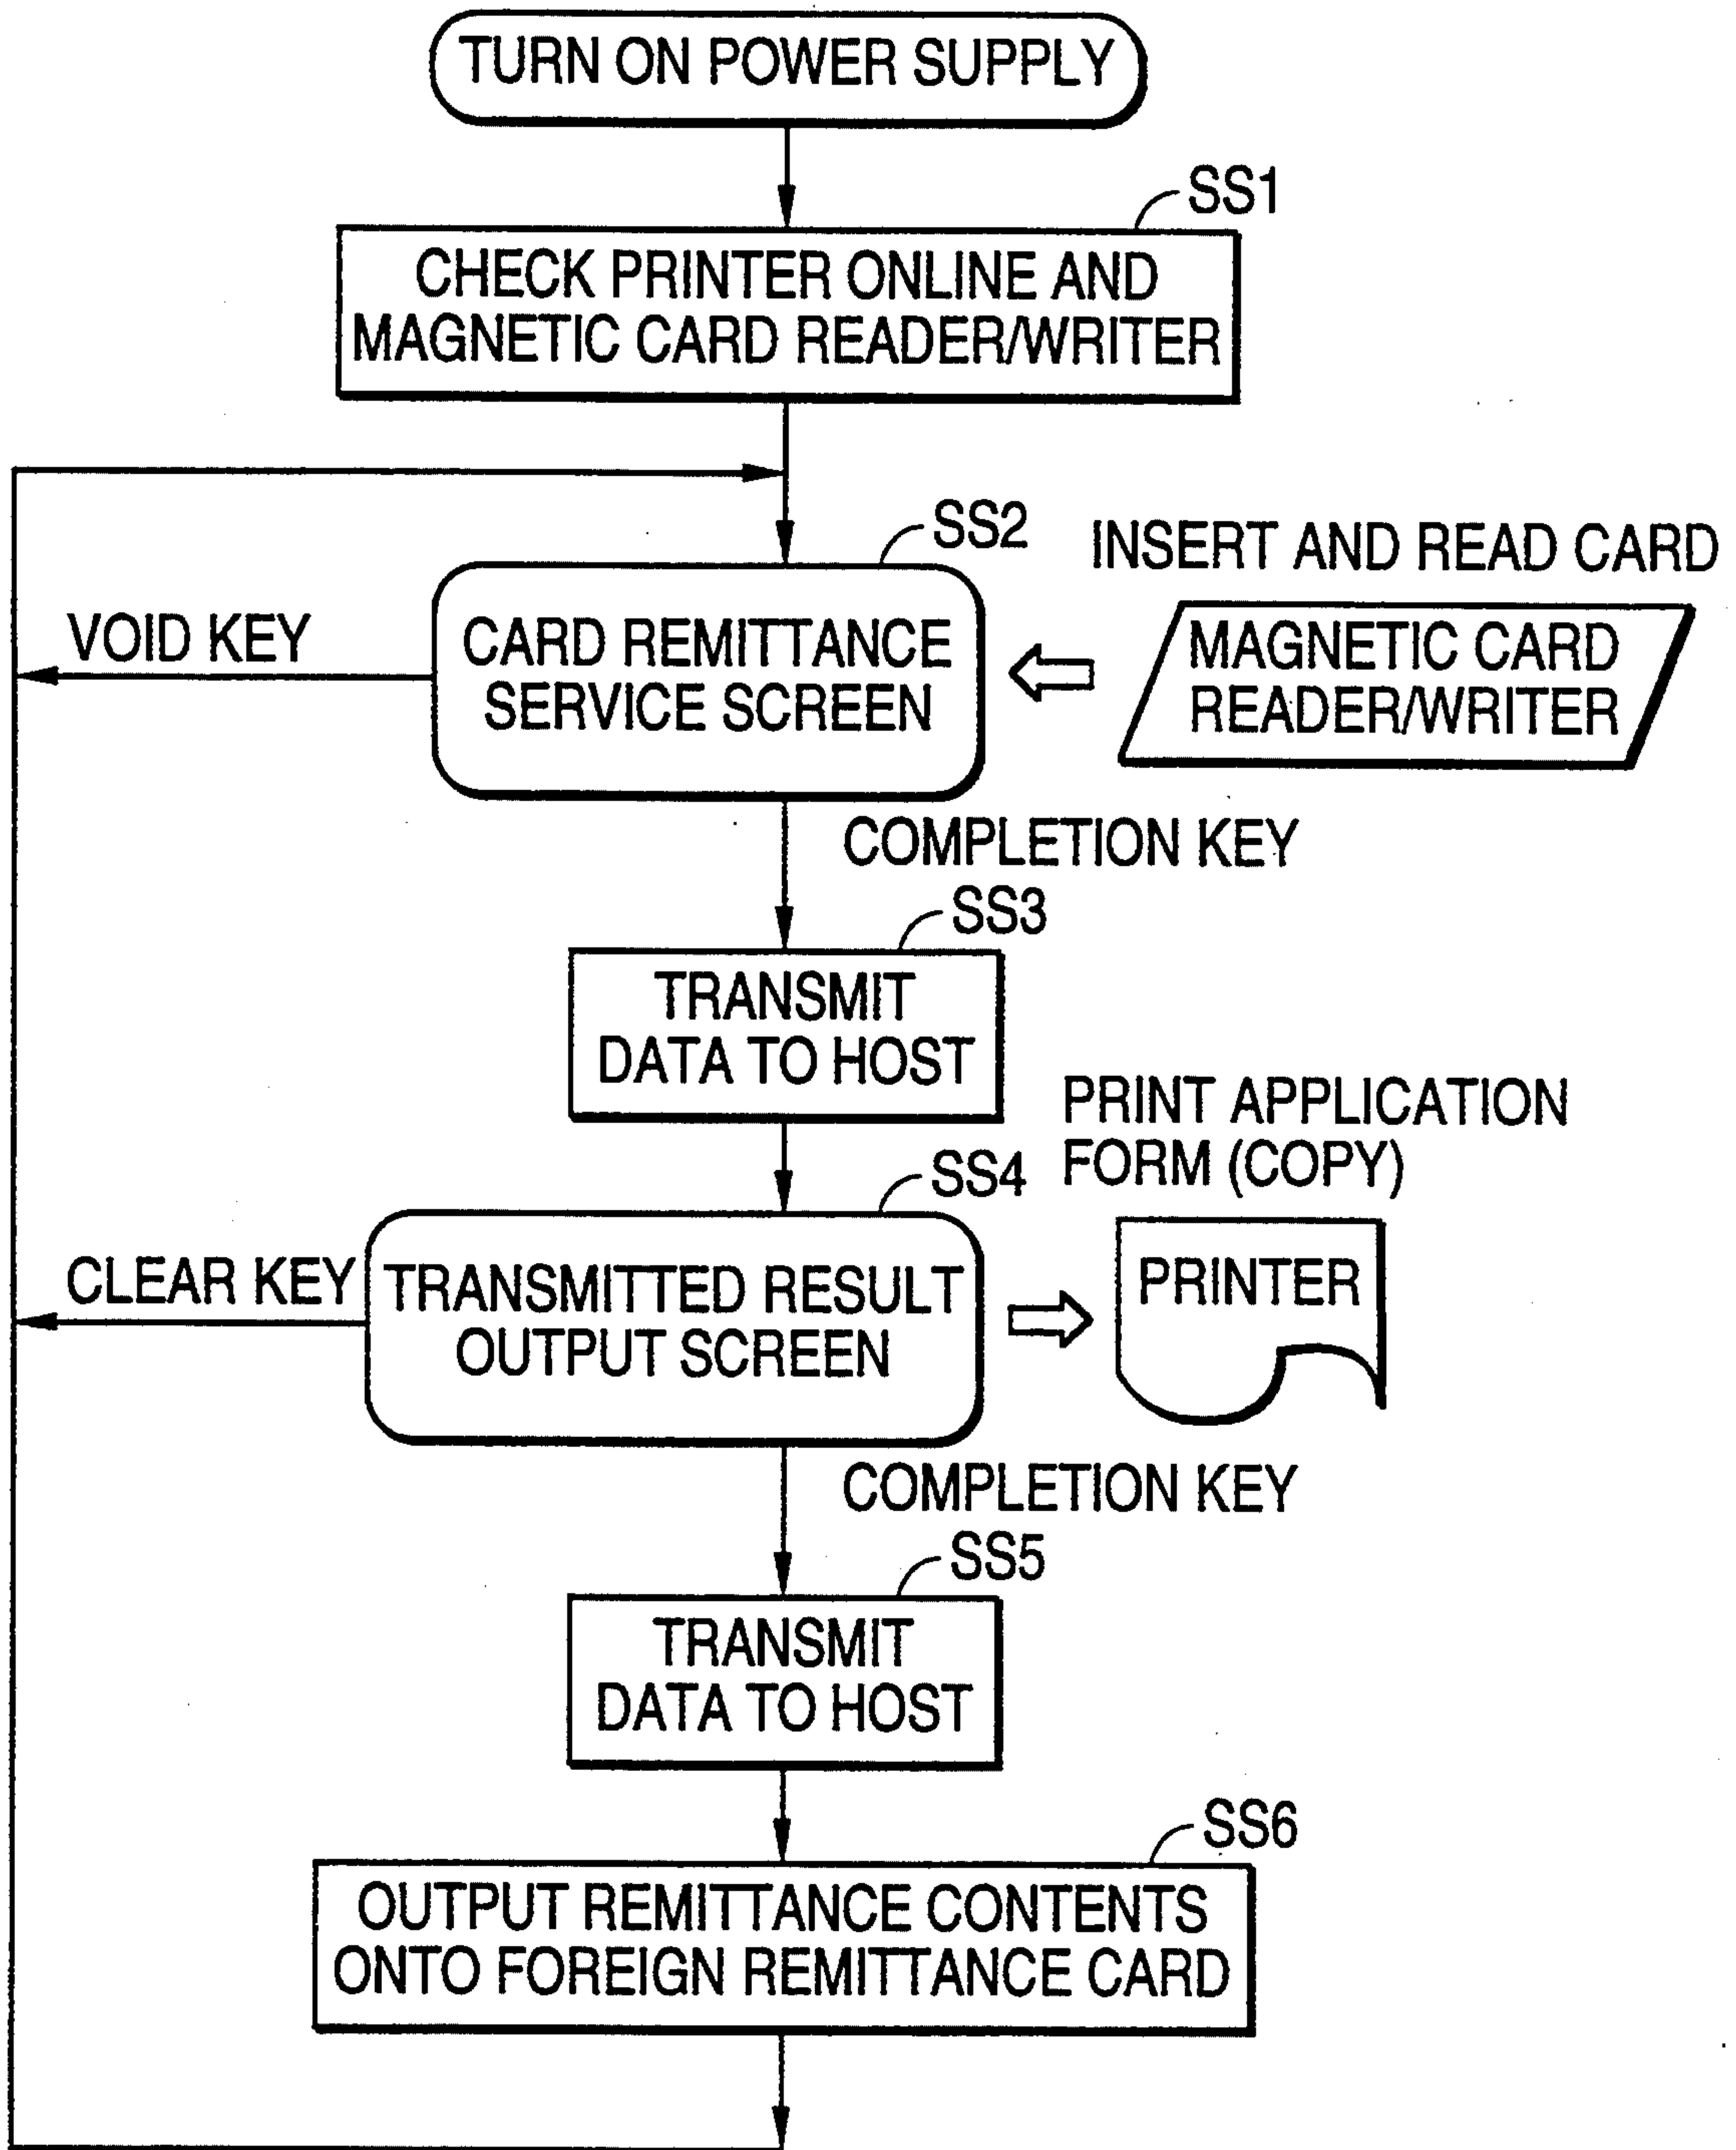 TURN ON POWER SUPPLY
SS1
CHECK PRINTER ONLINE AND
MAGNETIC CARD READER/WRITER
SS2
INSERT AND READ CARD
VOID KEY
CARD REMITTANCE
SERVICE SCREEN
MAGNETIC CARD
READER/WRITER
COMPLETION KEY
SS3
TRANSMIT
DATA TO HOST
PRINT APPLICATION
FORM (COPY)
SS4
CLEAR KEY
TRANSMITTED RESULT
OUTPUT SCREEN
PRINTER
COMPLETION KEY
SS5
TRANSMIT
DATA TO HOST
SS6
OUTPUT REMITTANCE CONTENTS
ONTO FOREIGN REMITTANCE CARD